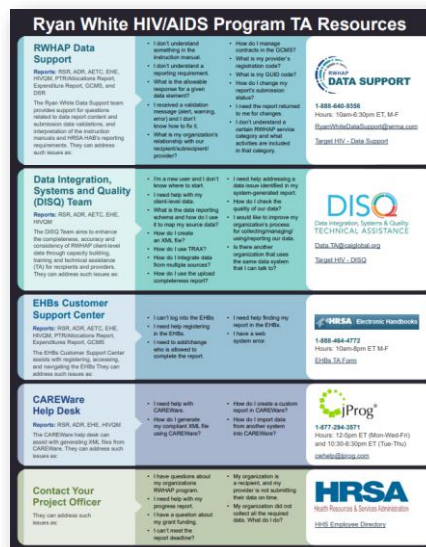 Ryan White HIV/AIDS Program TA Resources
RWHAP Data
Support
Reports: RSR, ADR, AETC, EHE,
HIVQM, PTR/Allocations Report,
Expenditure Report, GCMS, and
DSR
The Ryan White Data Support team
provides support for questions
related to data report content and
submission data validations, and
interpretation of the instruction
manuals and HRSA HAB's reporting
requirements. They can address
such issues as:
• I don't understand
something in the
instruction manual.
• I don't understand a
reporting requirement.
• What is the allowable
response for a given
data element?
• I received a validation
message (alert, warning,
error) and I don't
know how to fix it.
• What is my organization's
relationship with our
recipient/subrecipient/
provider?
• How do I manage
contracts in the GCMS?
• What is my provider's
registration code?
• What is my GUID code?
• How do I change my
report's submission
status?
• I need the report returned
to me for changes.
• I don't understand a
certain RWHAP service
category and what
activities are included
in that category.
RWHAP
DATA SUPPORT
1-888-640-9356
Hours: 10am-6:30pm ET, M-F
RyanWhiteDataSupport@wrma.com
Target HIV - Data Support
Data Integration,
Systems and Quality
(DISQ) Team
Reports: RSR, ADR, AETC, EHE,
HIVQM
The DISQ Team aims to enhance
the completeness, accuracy
and consistency of RWHAP client-level
data through capacity building,
training and technical assistance
(TA) for recipients and providers.
They can address such issues as:
• I'm a new user and I don't
know where to start.
• I need help with my
client-level data.
• What is the data reporting
schema and how do I use
it to map my source data?
• How do I create
an XML file?
• How do I use TRAX?
• How do I integrate data
from multiple sources?
• How do I use the upload
completeness report?
• I need help addressing a
data issue identified in my
system-generated report.
• How do I check the
quality of our data?
• I would like to improve my
organization's process
for collecting/managing/
using/reporting our data.
• Is there another
organization that uses
the same data system
that I can talk to?
DISQ
Data Integration, Systems & Quality
TECHNICAL ASSISTANCE
Data.TA@caiglobal.org
Target HIV - DISQ
EHBs Customer
Support Center
Reports: RSR, ADR, AETC, EHE,
HIVQM, PTR/Allocations Report,
Expenditures Report, GCMS
The EHBs Customer Support Center
assists with registering, accessing,
and navigating the EHBs They can
address such issues as:
• I can't log into the EHBs
• I need help registering
in the EHBs.
• I need to add/change
who is allowed to
complete the report.
• I need help finding my
report in the EHBs.
• I have a web
system error.
HRSA Electronic Handbooks
1-888-464-4772
Hours: 10am-8pm ET M-F
EHBs TA Form
CAREWare
Help Desk
Reports: RSR, ADR, EHE, HIVQM
The CAREWare help desk can
assist with generating XML files from
CAREWare. They can address such
issues as:
• I need help with
CAREWare.
• How do I generate
my compliant XML file
using CAREWare?
• How do I create a custom
report in CAREWare?
• How do I import data
from another system
into CAREWare?
jProg
1-877-294-3571
Hours: 12-5pm ET (Mon-Wed-Fri)
and 10:30-6:30pm ET (Tue-Thu)
cwhelp@jprog.com
Contact Your
Project Officer
They can address
such issues as:
• I have questions about
my organizations
RWHAP program.
• I need help with my
progress report.
• I have a question about
my grant funding.
• I can't meet the
report deadline?
• My organization is
a recipient, and my
provider is not submitting
their data on time.
• My organization did not
collect all the required
data. What do I do?
HRSA
Health Resources & Services Administration
HHS Employee Directory